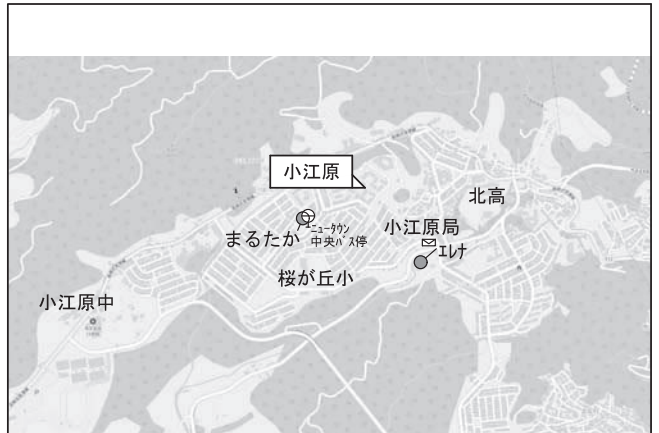 小江原
北高
小江原局
まるたか
ニュータウン
中央バス停
エレナ
桜が丘小
小江原中